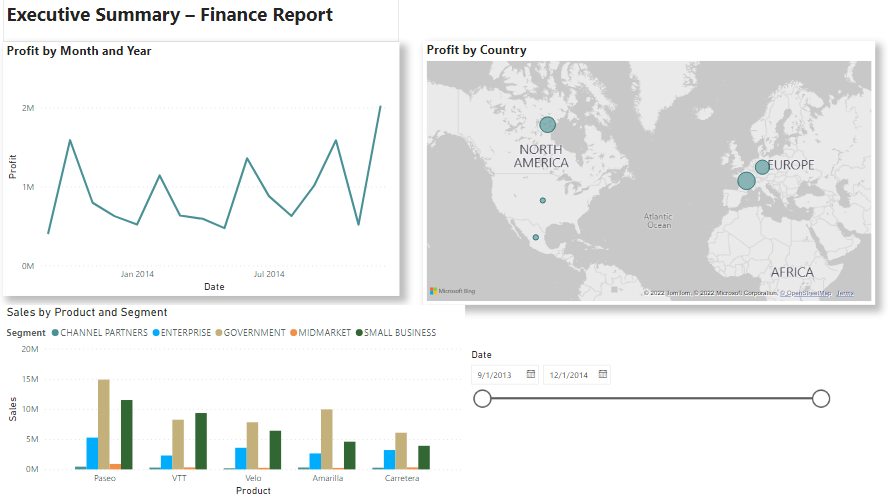 Executive Summary – Finance Report
Profit by Month and Year
Profit
2M
1M
0M
Jan 2014
Jul 2014
Date
Profit by Country
NORTH
AMERICA
EUROPE
Atlantic
Ocean
AFRICA
Microsoft Bing
© 2022 TomTom, © 2022 Microsoft Corporation, © OpenStreetMap Terms
Sales by Product and Segment
Segment CHANNEL PARTNERS ENTERPRISE GOVERNMENT MIDMARKET SMALL BUSINESS
Sales
20M
15M
10M
5M
0M
Paseo VTT Velo Amarilla Carretera
Product
Date
9/1/2013 12/1/2014